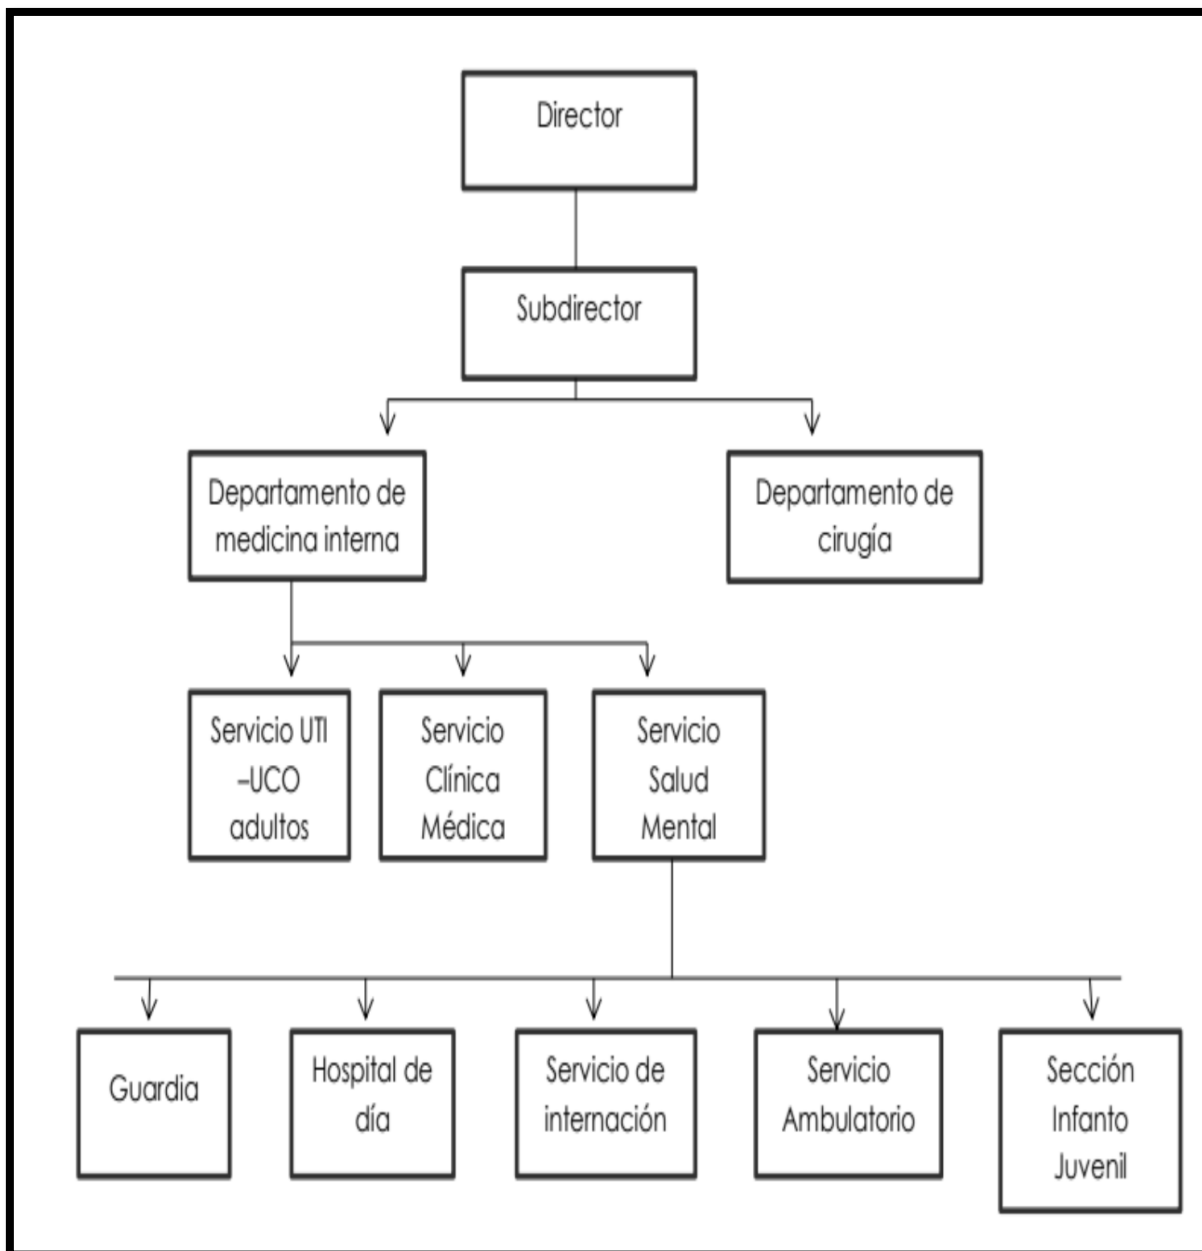 Director
Subdirector
Departamento de
medicina interna
Departamento de
cirugía
Servicio UTI
–UCO
adultos
Servicio
Clínica
Médica
Servicio
Salud
Mental
Guardia
Hospital de
día
Servicio de
internación
Servicio
Ambulatorio
Sección
Infanto
Juvenil